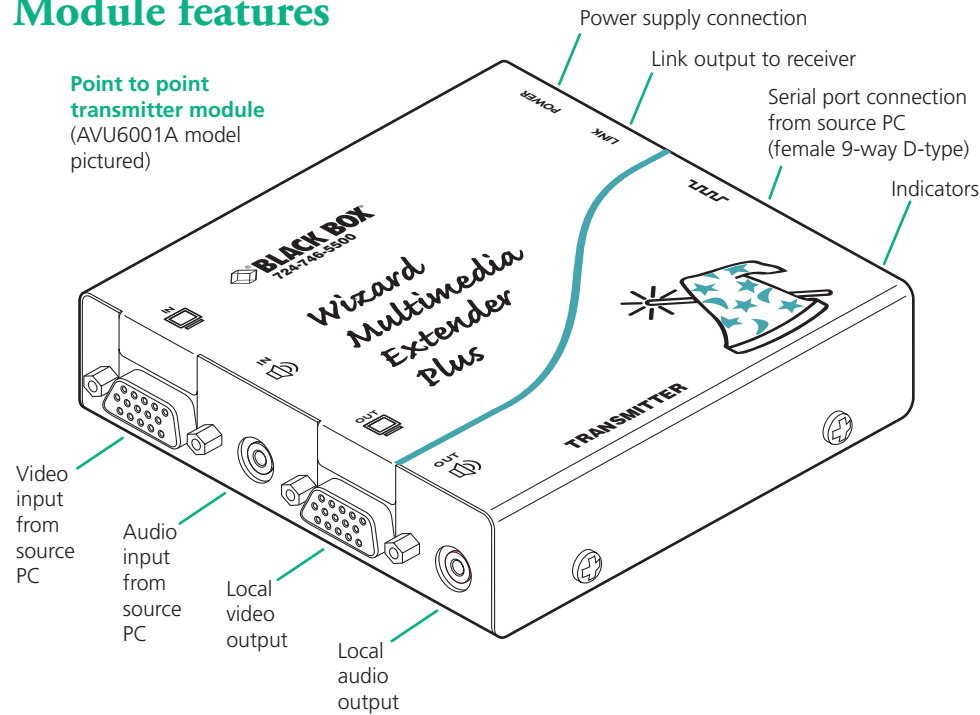 Module features
Point to point
transmitter module
(AVU6001A model
pictured)
Power supply connection
Link output to receiver
Serial port connection
from source PC
(female 9-way D-type)
Indicators
POWER
LINK
® BLACK BOX
724-746-5500
Wizard
Multimedia
Extender
Plus
IN
IN
OUT
OUT
TRANSMITTER
Video
input
from
source
PC
Audio
input
from
source
PC
Local
video
output
Local
audio
output